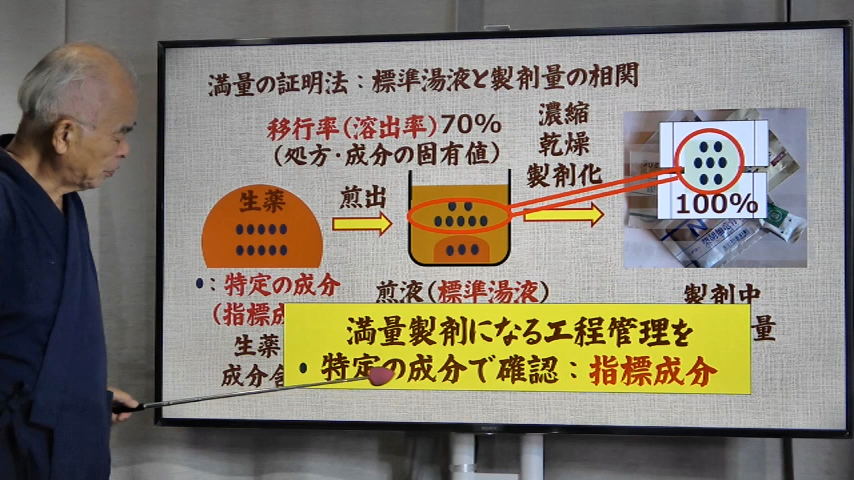 満量の証明法：標準湯液と製剤量の相関
移行率(溶出率)70%
(処方・成分の固有値)
濃縮
乾燥
製剤化
生薬
煎出
100%
：特定の成分
(指標成
生薬
成分含
煎液(標準湯液)
製剤中
量
満量製剤になる工程管理を
・特定の成分で確認：指標成分